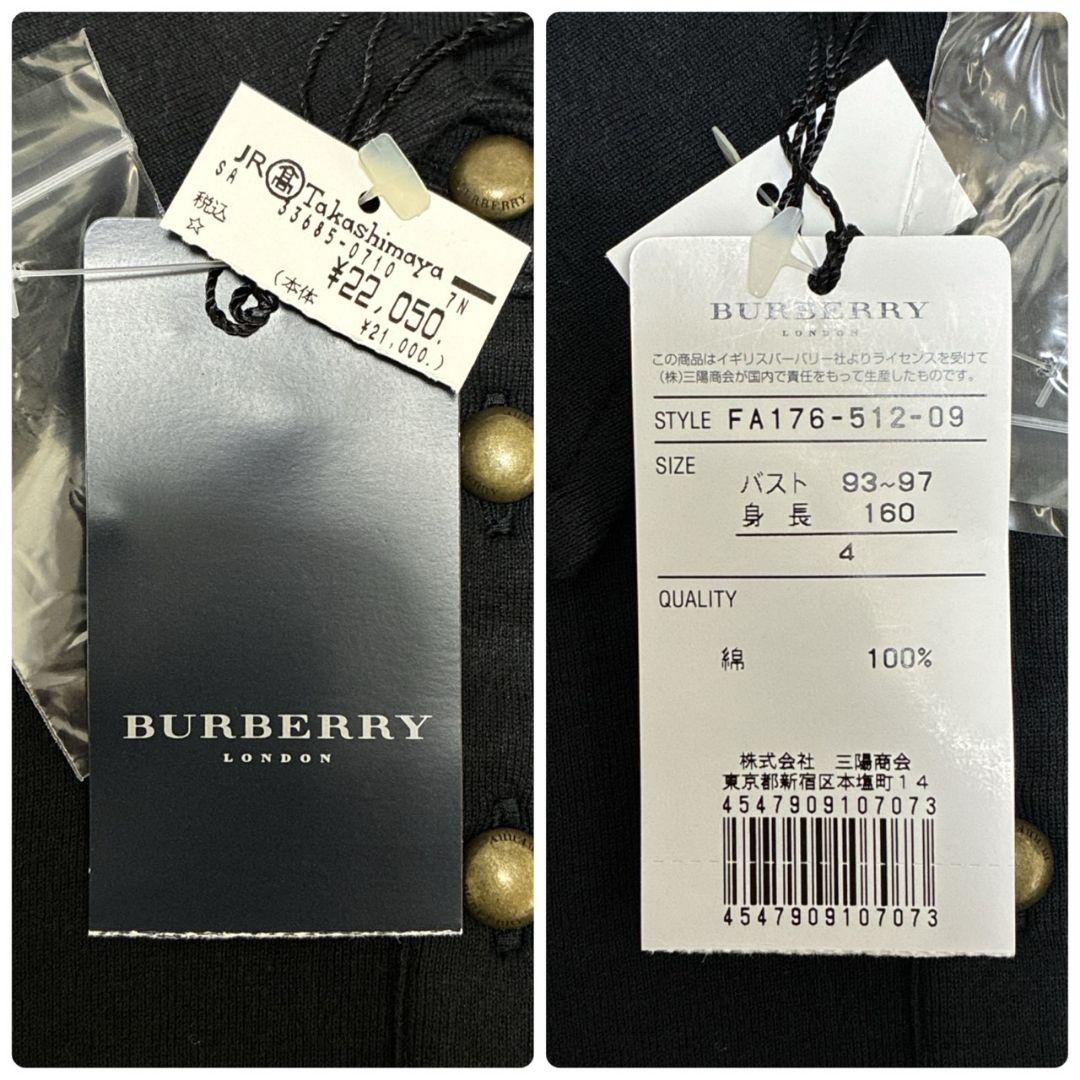 JR 髙 Takashimaya
SA 53685-0710 7N
税込 ¥22,050.
☆ (本体 ¥21,000.)
BURBERRY
BURBERRY
LONDON
BURBERRY
LONDON
この商品はイギリスバーバリー社よりライセンスを受けて
(株)三陽商会が国内で責任をもって生産したものです。
STYLE FA176-512-09
SIZE
バスト 93~97
身長 160
4
QUALITY
綿 100%
株式会社 三陽商会
東京都新宿区本塩町14
4547909107073
4547909107073